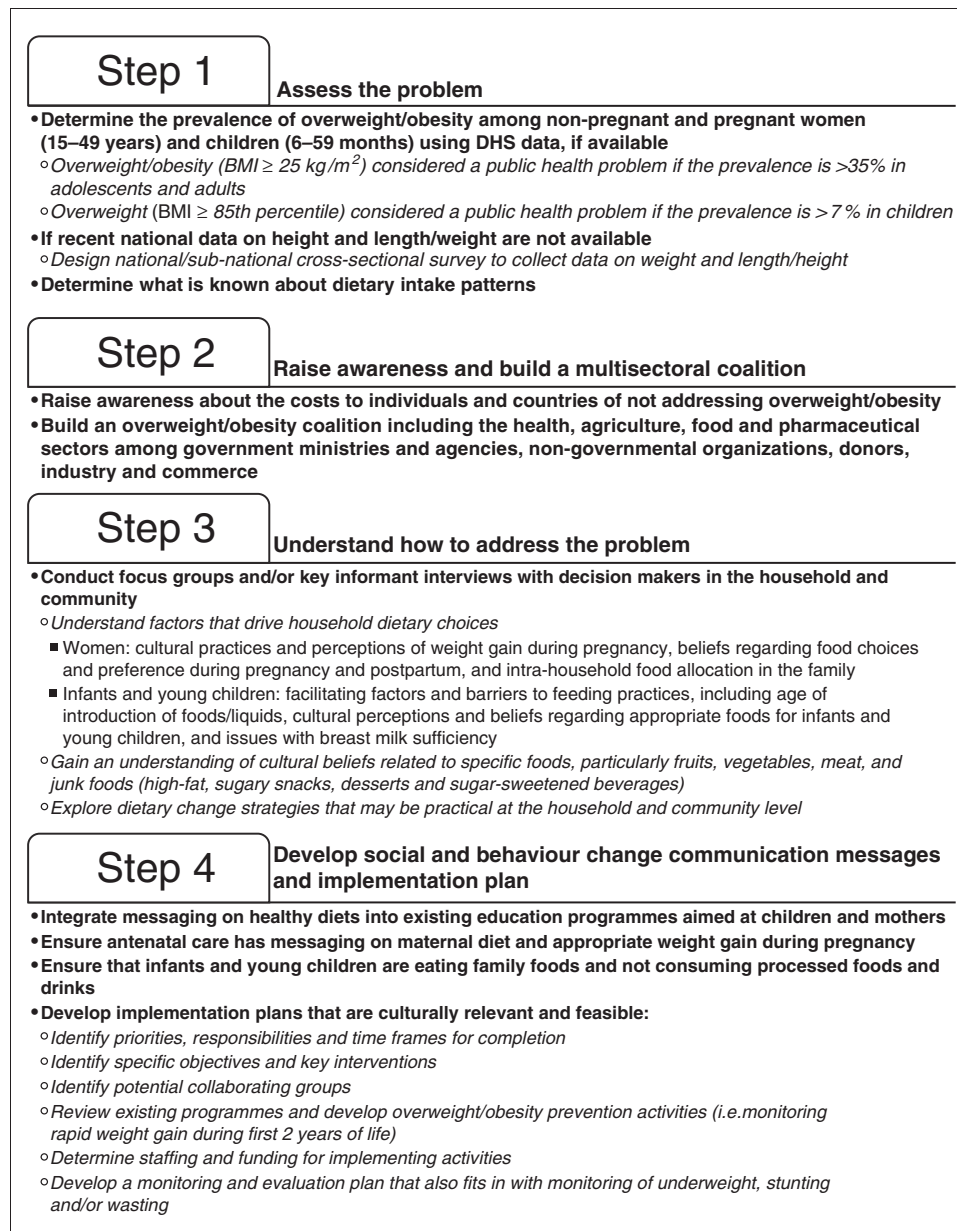 Step 1
Assess the problem
•Determine the prevalence of overweight/obesity among non-pregnant and pregnant women
(15–49 years) and children (6–59 months) using DHS data, if available
○Overweight/obesity (BMI ≥ 25 kg/m²) considered a public health problem if the prevalence is >35% in
adolescents and adults
○Overweight (BMI ≥ 85th percentile) considered a public health problem if the prevalence is >7 % in children
•If recent national data on height and length/weight are not available
○Design national/sub-national cross-sectional survey to collect data on weight and length/height
•Determine what is known about dietary intake patterns
Step 2
Raise awareness and build a multisectoral coalition
•Raise awareness about the costs to individuals and countries of not addressing overweight/obesity
•Build an overweight/obesity coalition including the health, agriculture, food and pharmaceutical
sectors among government ministries and agencies, non-governmental organizations, donors,
industry and commerce
Step 3
Understand how to address the problem
•Conduct focus groups and/or key informant interviews with decision makers in the household and
community
○Understand factors that drive household dietary choices
■ Women: cultural practices and perceptions of weight gain during pregnancy, beliefs regarding food choices
and preference during pregnancy and postpartum, and intra-household food allocation in the family
■ Infants and young children: facilitating factors and barriers to feeding practices, including age of
introduction of foods/liquids, cultural perceptions and beliefs regarding appropriate foods for infants and
young children, and issues with breast milk sufficiency
○Gain an understanding of cultural beliefs related to specific foods, particularly fruits, vegetables, meat, and
junk foods (high-fat, sugary snacks, desserts and sugar-sweetened beverages)
○Explore dietary change strategies that may be practical at the household and community level
Step 4
Develop social and behaviour change communication messages
and implementation plan
•Integrate messaging on healthy diets into existing education programmes aimed at children and mothers
•Ensure antenatal care has messaging on maternal diet and appropriate weight gain during pregnancy
•Ensure that infants and young children are eating family foods and not consuming processed foods and
drinks
•Develop implementation plans that are culturally relevant and feasible:
○Identify priorities, responsibilities and time frames for completion
○Identify specific objectives and key interventions
○Identify potential collaborating groups
○Review existing programmes and develop overweight/obesity prevention activities (i.e.monitoring
rapid weight gain during first 2 years of life)
○Determine staffing and funding for implementing activities
○Develop a monitoring and evaluation plan that also fits in with monitoring of underweight, stunting
and/or wasting